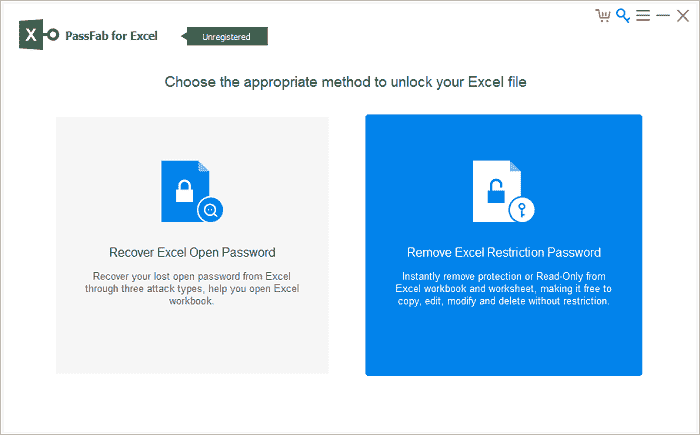 X PassFab for Excel
Unregistered
Choose the appropriate method to unlock your Excel file
Recover Excel Open Password
Recover your lost open password from Excel
through three attack types, help you open Excel
workbook.
Remove Excel Restriction Password
Instantly remove protection or Read-Only from
Excel workbook and worksheet, making it free to
copy, edit, modify and delete without restriction.